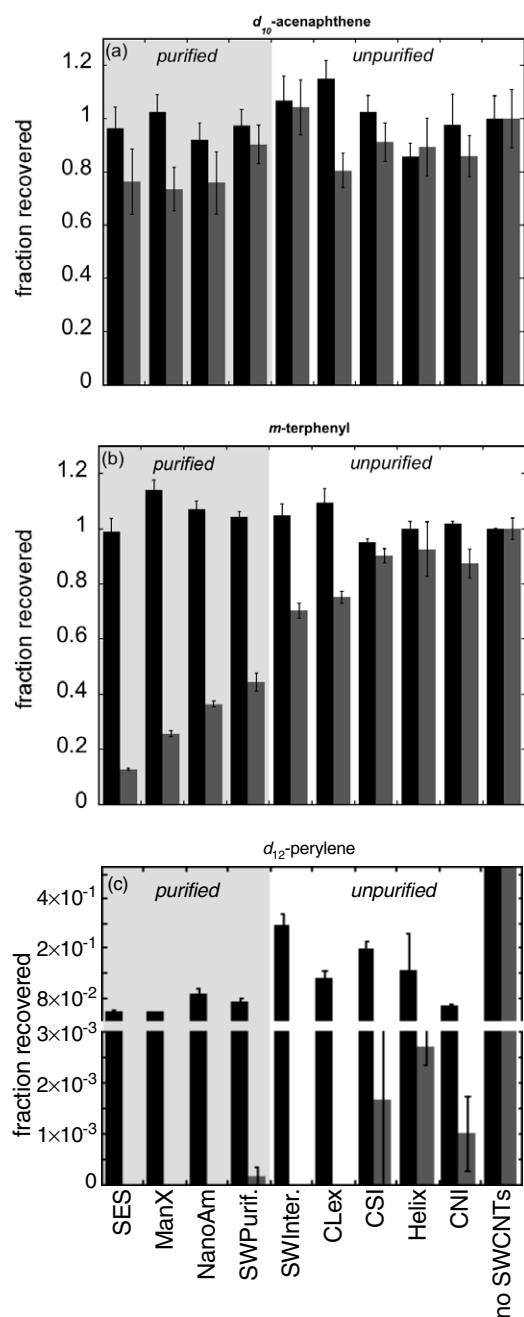 d10-acenaphthene
(a)
purified
unpurified
1.2
1
0.8
0.6
0.4
0.2
0
fraction recovered
m-terphenyl
(b)
purified
unpurified
1.2
1
0.8
0.6
0.4
0.2
0
fraction recovered
d12-perylene
(c)
purified
unpurified
4×10⁻¹
2×10⁻¹
8×10⁻²
3×10⁻³
2×10⁻³
1×10⁻³
0
fraction recovered
SES
ManX
NanoAm
SWPurif.
SWInter.
CLex
CSI
Helix
CNI
no SWCNTs